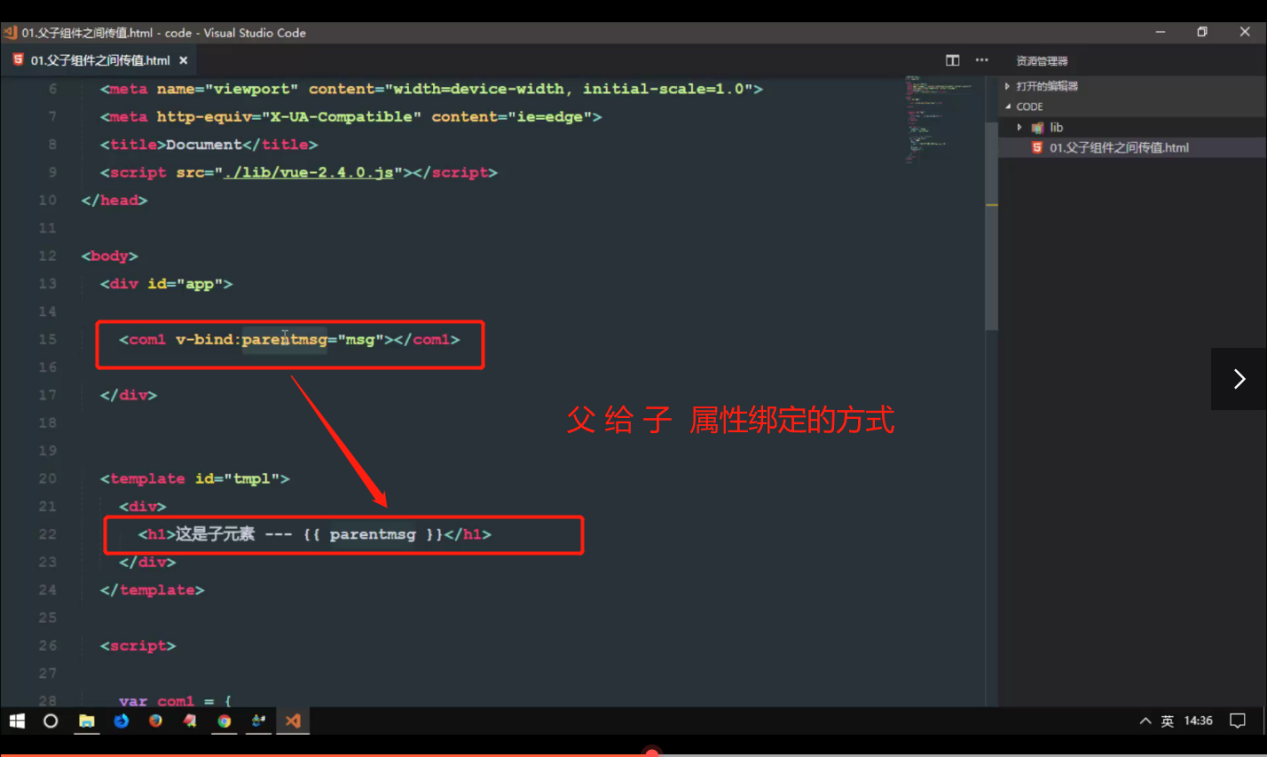 01.父子组件之间传值.html - code - Visual Studio Code
01.父子组件之间传值.html ×
资源管理器
打开的编辑器
CODE
lib
01.父子组件之间传值.html
6 <meta name="viewport" content="width=device-width, initial-scale=1.0">
7 <meta http-equiv="X-UA-Compatible" content="ie=edge">
8 <title>Document</title>
9 <script src="./lib/vue-2.4.0.js"></script>
10 </head>
11
12 <body>
13 <div id="app">
14
15 <com1 v-bind:parentmsg="msg"></com1>
16
17 </div>
父 给 子 属性绑定的方式
18
19
20 <template id="tmpl">
21 <div>
22 <h1>这是子元素 --- {{ parentmsg }}</h1>
23 </div>
24 </template>
25
26 <script>
27
28 var com1 = {
英 14:36